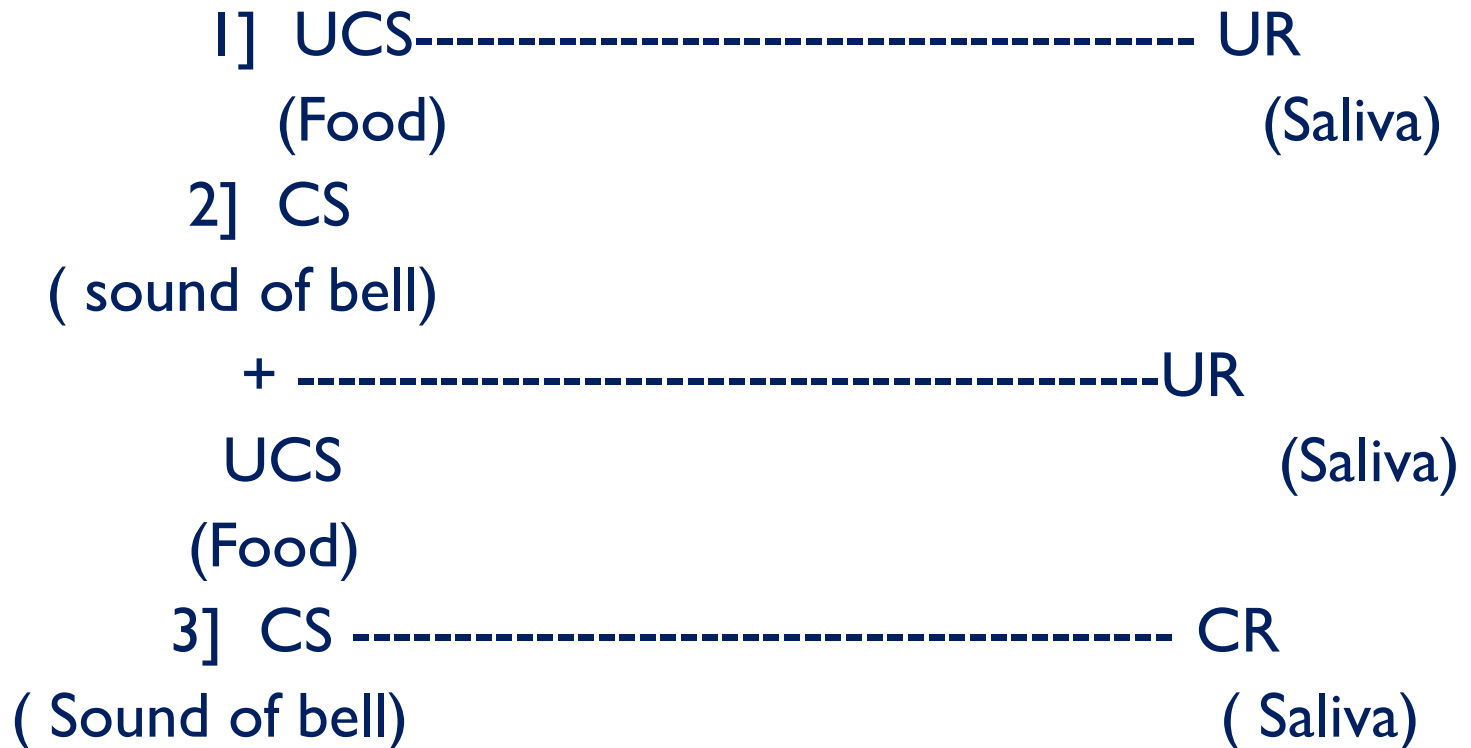 1] UCS-------------------------------------- UR
(Food) (Saliva)
2] CS
( sound of bell)
+ ------------------------------------------UR
UCS (Saliva)
(Food)
3] CS ---------------------------------------- CR
( Sound of bell) ( Saliva)